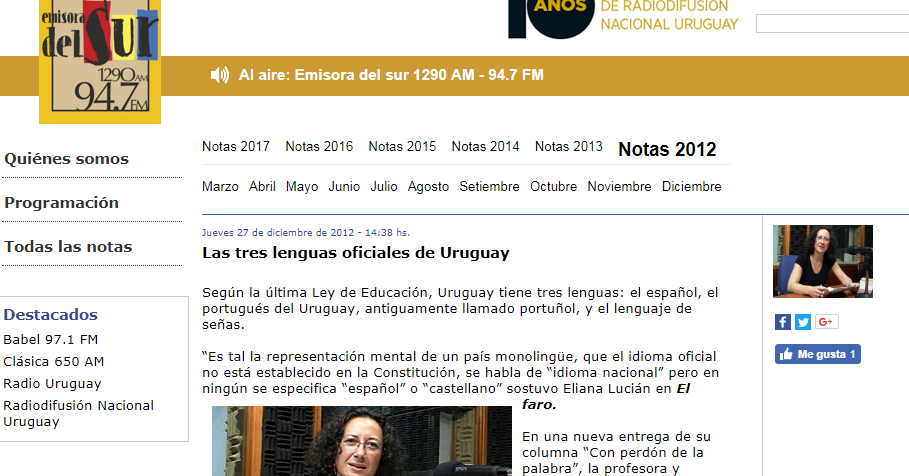 emisora
del Sur
1290 AM
94.7 FM
10 AÑOS
DE RADIODIFUSIÓN
NACIONAL URUGUAY
Al aire: Emisora del sur 1290 AM - 94.7 FM
Quiénes somos
Programación
Todas las notas
Destacados
Babel 97.1 FM
Clásica 650 AM
Radio Uruguay
Radiodifusión Nacional
Uruguay
Notas 2017 Notas 2016 Notas 2015 Notas 2014 Notas 2013 Notas 2012
Marzo Abril Mayo Junio Julio Agosto Setiembre Octubre Noviembre Diciembre
Jueves 27 de diciembre de 2012 - 14:38 hs.
Las tres lenguas oficiales de Uruguay
Según la última Ley de Educación, Uruguay tiene tres lenguas: el español, el
portugués del Uruguay, antiguamente llamado portuñol, y el lenguaje de
señas.
“Es tal la representación mental de un país monolingüe, que el idioma oficial
no está establecido en la Constitución, se habla de “idioma nacional” pero en
ningún se especifica “español” o “castellano” sostuvo Eliana Lucián en El
faro.
En una nueva entrega de su
columna “Con perdón de la
palabra”, la profesora y
Me gusta 1